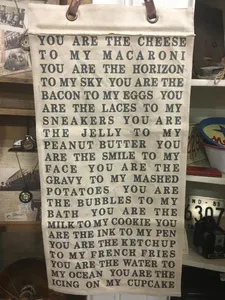 YOU ARE THE CHEESE
TO MY MACARONI
YOU ARE THE HORIZON
TO MY SKY YOU ARE THE
BACON TO MY EGGS YOU
ARE THE LACES TO MY
SNEAKERS YOU ARE
THE JELLY TO MY
PEANUT BUTTER YOU
ARE THE SMILE TO MY
FACE YOU ARE THE
GRAVY TO MY MASHED
POTATOES YOU ARE
THE BUBBLES TO MY
BATH YOU ARE THE
MILK TO MY COOKIE YOU
ARE THE INK TO MY PEN
YOU ARE THE KETCHUP
TO MY FRENCH FRIES
YOU ARE THE WATER TO
MY OCEAN YOU ARE THE
ICING ON MY CUPCAKE